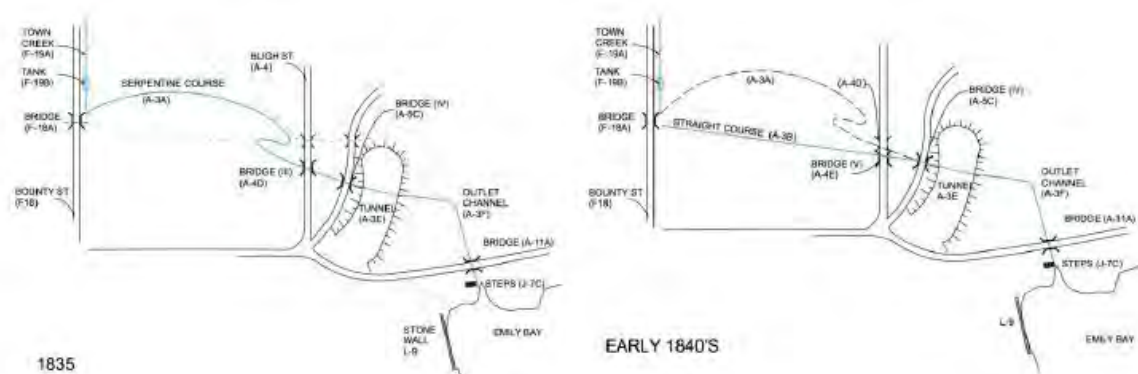 TOWN
CREEK
(F-19A)
TANK
(F-19B)
SERPENTINE COURSE
(A-3A)
BLIGH ST
(A-4)
BRIDGE (IV)
(A-5C)
BRIDGE
(F-18A)
BRIDGE (III)
(A-4D)
BOUNTY ST
(F18)
TUNNEL
(A-3E)
OUTLET
CHANNEL
(A-3F)
BRIDGE (A-11A)
STEPS (J-7C)
STONE
WALL
L-9
EMILY BAY
1835
TOWN
CREEK
(F-19A)
TANK
(F-19B)
(A-3A)
(A-4D)
BRIDGE (IV)
(A-5C)
BRIDGE
(F-18A)
STRAIGHT COURSE (A-3B)
BRIDGE (V)
(A-4E)
BOUNTY ST
(F18)
TUNNEL
A-3E
OUTLET
CHANNEL
(A-3F)
BRIDGE (A-11A)
STEPS (J-7C)
L-9
EMILY BAY
EARLY 1840'S